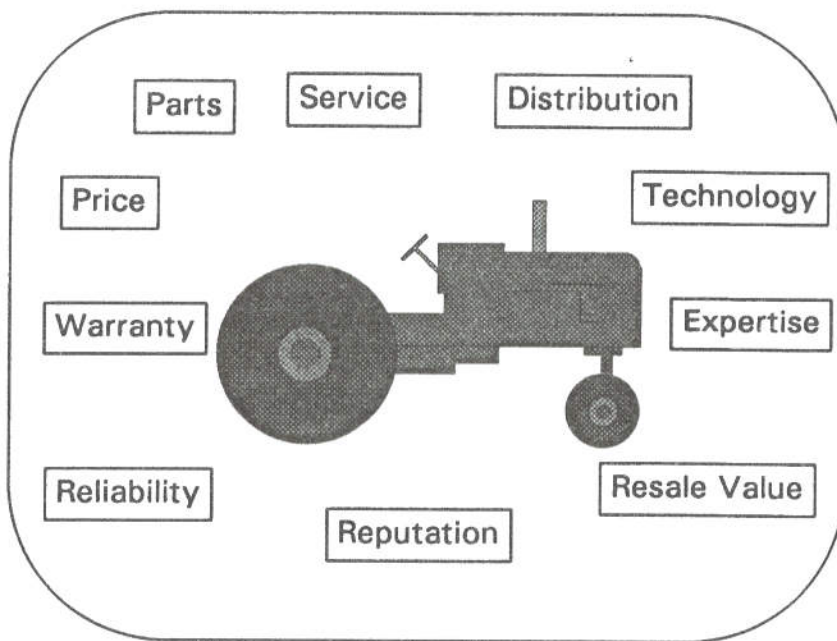 Parts
Service
Distribution
Price
Technology
Warranty
Expertise
Reliability
Resale Value
Reputation